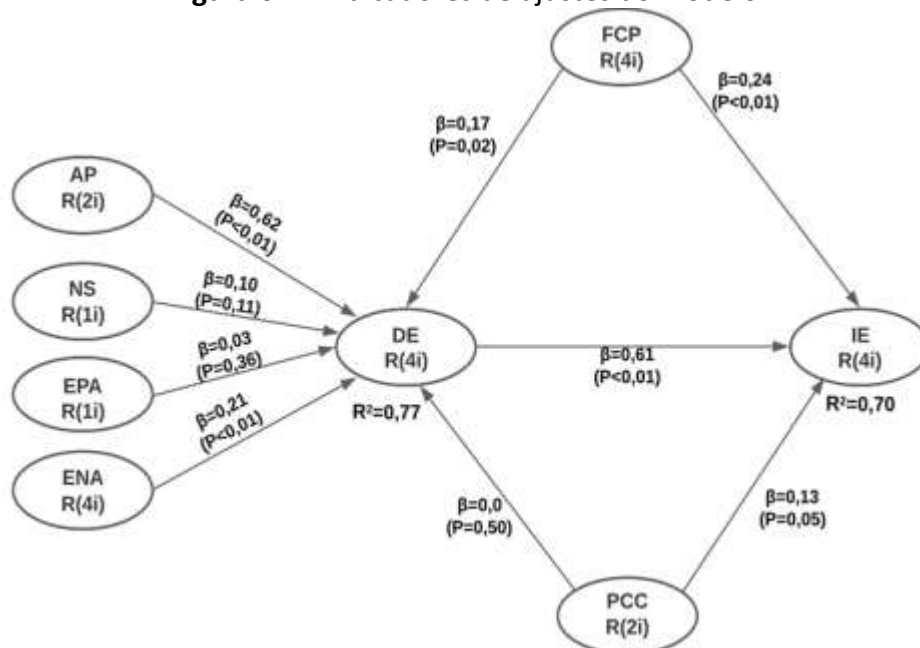 FCP
R(4i)
β=0,24
(P<0,01)
β=0,17
(P=0,02)
AP
R(2i)
β=0,62
(P<0,01)
NS
R(1i)
β=0,10
(P=0,11)
DE
R(4i)
IE
R(4i)
β=0,03
(P=0,36)
β=0,61
(P<0,01)
EPA
R(1i)
R²=0,77
R²=0,70
β=0,21
(P<0,01)
ENA
R(4i)
β=0,0
(P=0,50)
β=0,13
(P=0,05)
PCC
R(2i)